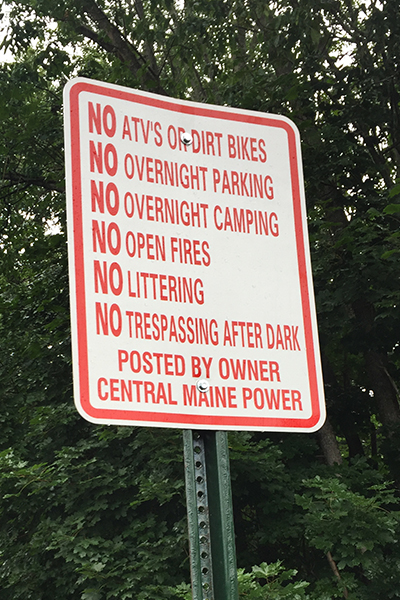 NO ATV'S OR DIRT BIKES
NO OVERNIGHT PARKING
NO OVERNIGHT CAMPING
NO OPEN FIRES
NO LITTERING
NO TRESPASSING AFTER DARK
POSTED BY OWNER
CENTRAL MAINE POWER